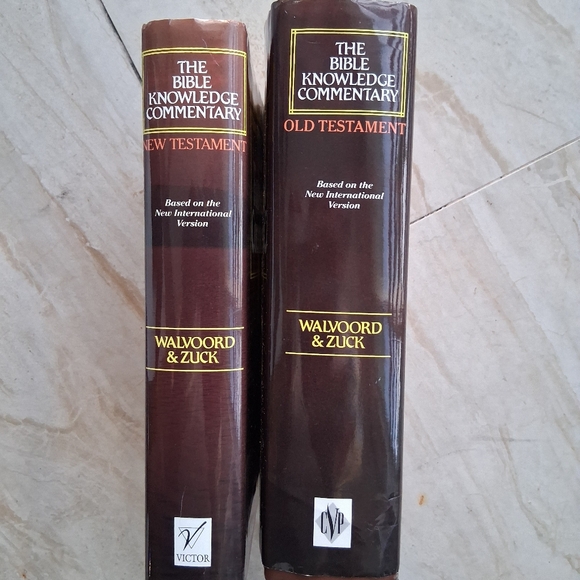 THE
BIBLE
KNOWLEDGE
COMMENTARY
NEW TESTAMENT
Based on the
New International
Version
WALVOORD
& ZUCK
V
VICTOR
THE
BIBLE
KNOWLEDGE
COMMENTARY
OLD TESTAMENT
Based on the
New International
Version
WALVOORD
& ZUCK
CVP